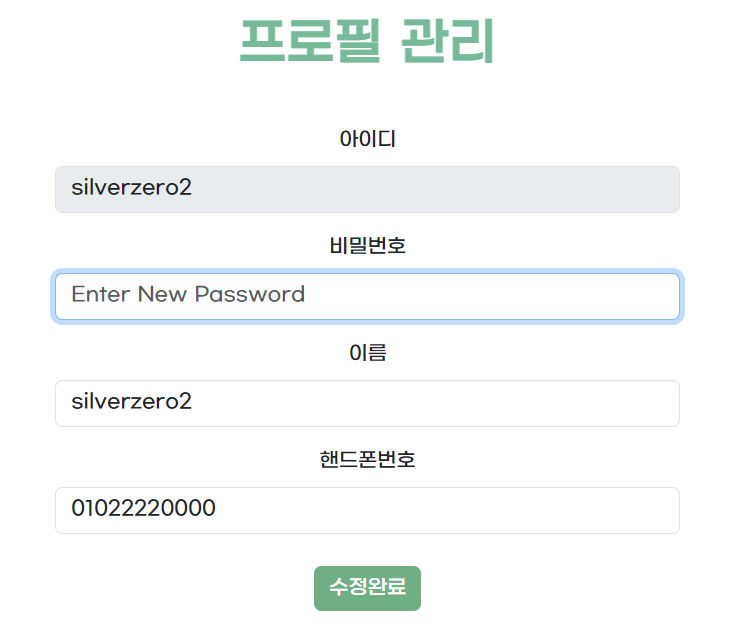 프로필 관리
아이디
silverzero2
비밀번호
Enter New Password
이름
silverzero2
핸드폰번호
01022220000
수정완료